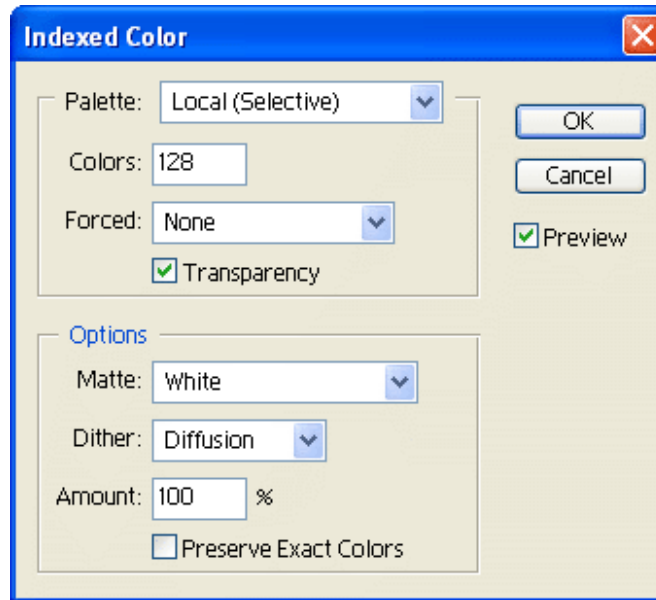 Indexed Color
Palette: Local (Selective)
OK
Colors: 128
Cancel
Forced: None
Preview
Transparency
Options
Matte: White
Dither: Diffusion
Amount: 100 %
Preserve Exact Colors